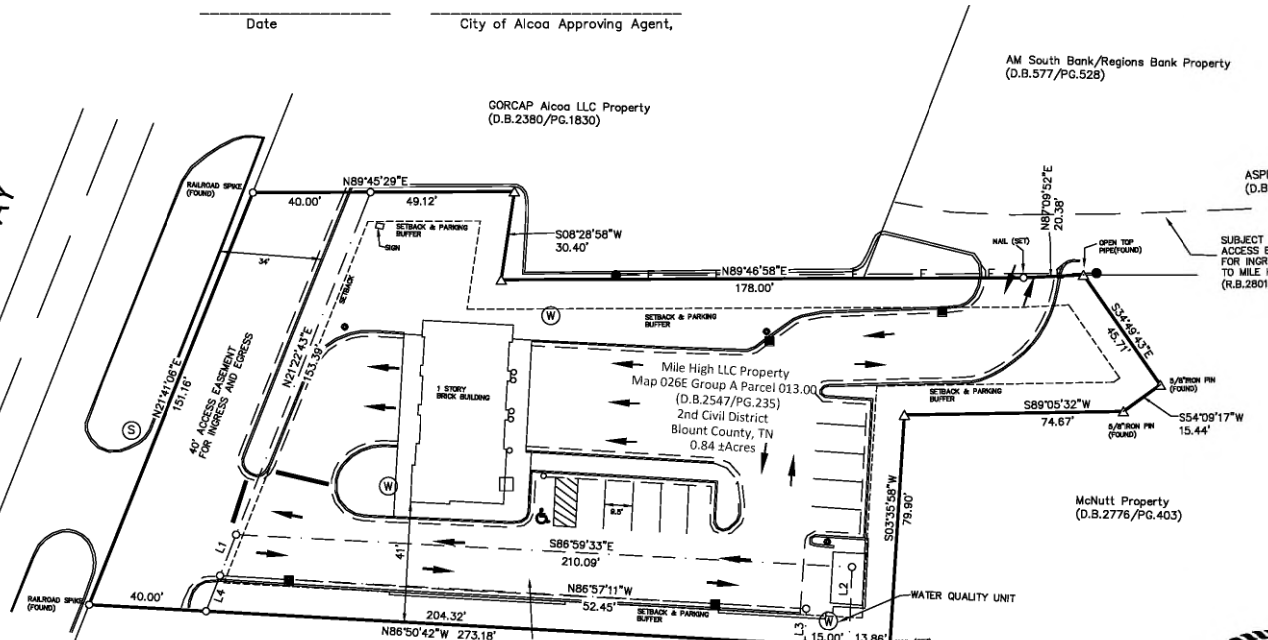 Date
City of Alcoa Approving Agent,
AM South Bank/Regions Bank Property
(D.B.577/PG.528)
GORCAP Alcoa LLC Property
(D.B.2380/PG.1830)
RAILROAD SPIKE
(FOUND)
N89°45'29"E
40.00'
49.12'
S08°28'58"W
30.40'
SETBACK & PARKING
BUFFER
SIGN
34'
SETBACK
N89°46'58"E
178.00'
F
F
F
F
N87°09'52"E
20.38'
NAIL (SET)
OPEN TOP
PIPE(FOUND)
SUBJECT
ACCESS
FOR
TO MILE
(R.B.2801
N21°41'06"E
151.16'
40' ACCESS EASEMENT
FOR INGRESS AND EGRESS
N21°22'43"E
153.39'
W
SETBACK & PARKING
BUFFER
S34°49'43"E
45.71'
5/8"IRON PIN
(FOUND)
S54°09'17"W
15.44'
5/8"IRON PIN
(FOUND)
1 STORY
BRICK BUILDING
Mile High LLC Property
Map 026E Group A Parcel 013.00
(D.B.2547/PG.235)
2nd Civil District
Blount County, TN
0.84 ±Acres
SETBACK & PARKING
BUFFER
S89°05'32"W
74.67'
S
W
9.5'
S03°35'58"W
79.90'
McNutt Property
(D.B.2776/PG.403)
41'
S86°59'33"E
210.09'
L1
L2
N86°57'11"W
52.45'
L4
RAILROAD SPIKE
(FOUND)
40.00'
204.32'
SETBACK & PARKING
BUFFER
N86°50'42"W 273.18'
L3
W
WATER QUALITY UNIT
15.00'
13.86'